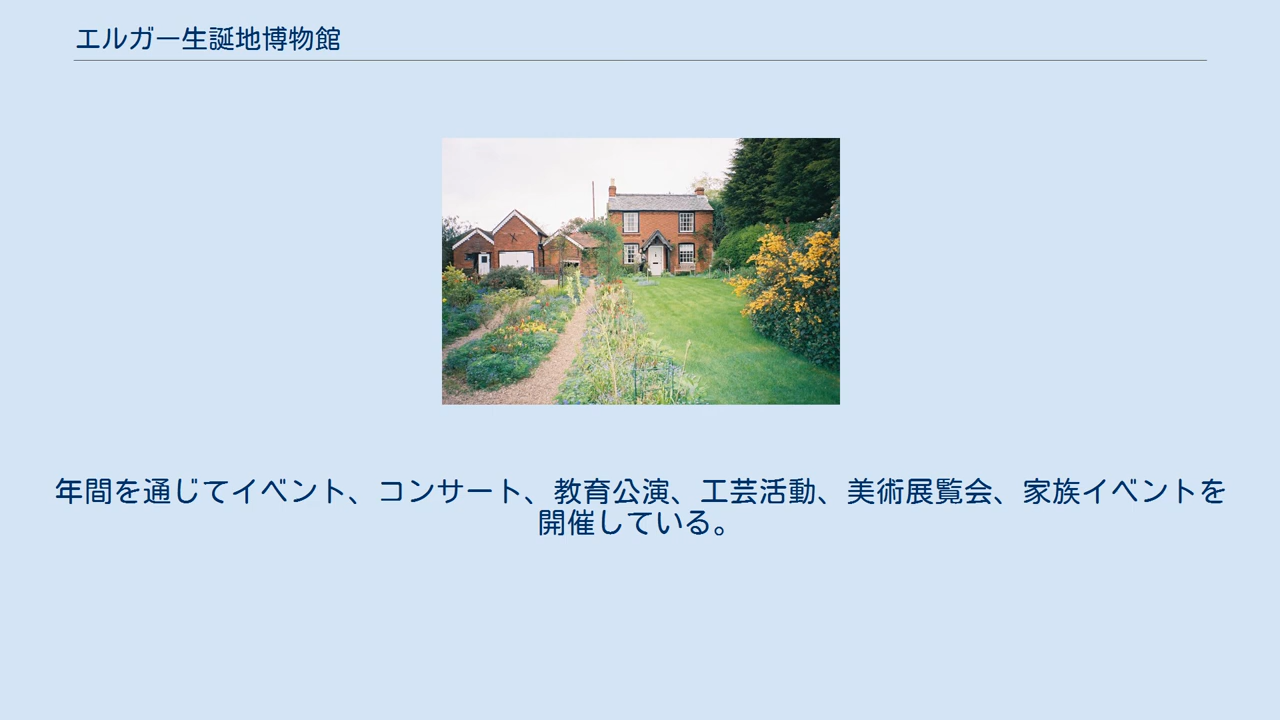 エルガー生誕地博物館
年間を通じてイベント、コンサート、教育公演、工芸活動、美術展覧会、家族イベントを
開催している。